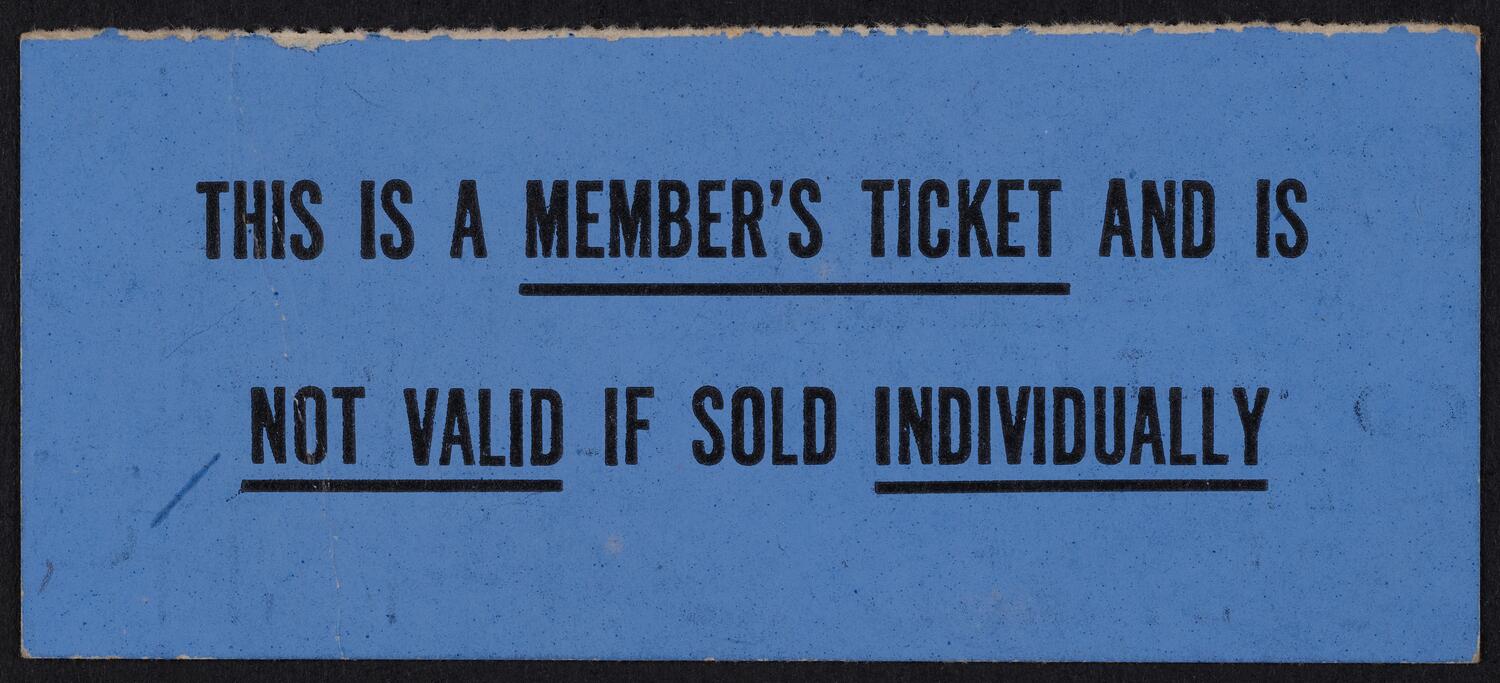 THIS IS A MEMBER'S TICKET AND IS
NOT VALID IF SOLD INDIVIDUALLY